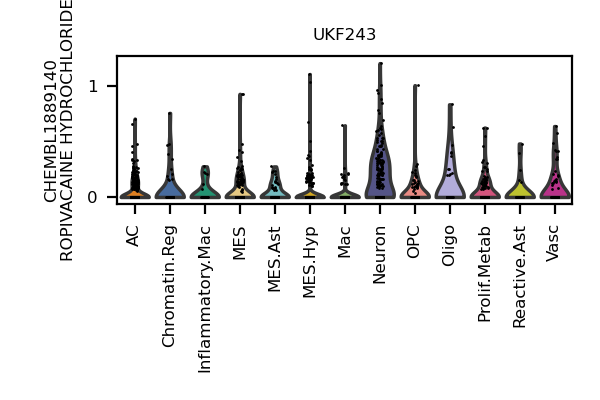 UKF243
CHEMBL1889140
ROPIVACAINE HYDROCHLORIDE
1
0
AC
Chromatin.Reg
Inflammatory.Mac
MES
MES.Ast
MES.Hyp
Mac
Neuron
OPC
Oligo
Prolif.Metab
Reactive.Ast
Vasc